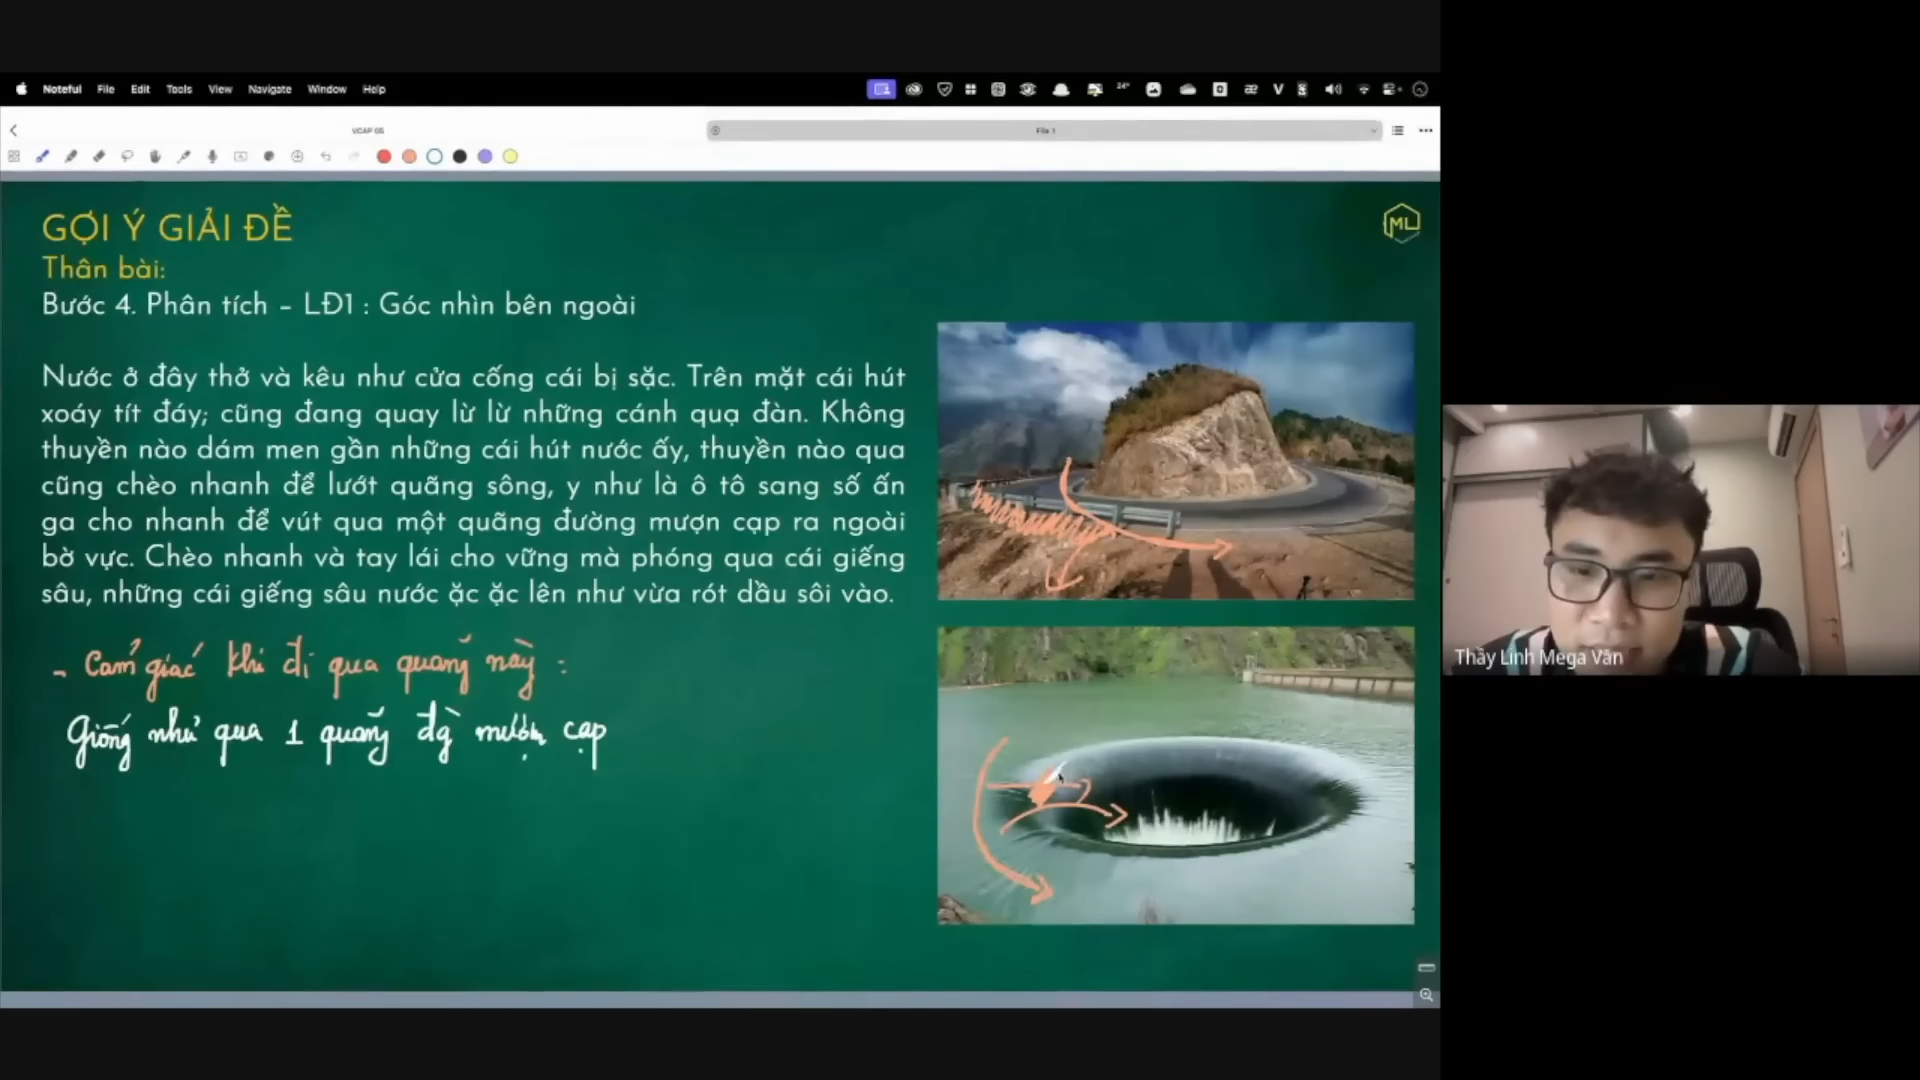 Noteful File Edit Tools View Navigate Window Help
24°
VCAP 05
File 1
GỢI Ý GIẢI ĐỀ
ML
Thân bài:
Bước 4. Phân tích – LĐ1 : Góc nhìn bên ngoài
Nước ở đây thở và kêu như cửa cống cái bị sặc. Trên mặt cái hút
xoáy tít đáy; cũng đang quay lừ lừ những cánh quạ đàn. Không
thuyền nào dám men gần những cái hút nước ấy, thuyền nào qua
cũng chèo nhanh để lướt quãng sông, y như là ô tô sang số ấn
ga cho nhanh để vút qua một quãng đường mượn cạp ra ngoài
bờ vực. Chèo nhanh và tay lái cho vững mà phóng qua cái giếng
sâu, những cái giếng sâu nước ặc ặc lên như vừa rót dầu sôi vào.
- Cảm giác khi đi qua quãng này :
Giống như qua 1 quãng đg` mượn cạp
Thầy Linh Mega Văn